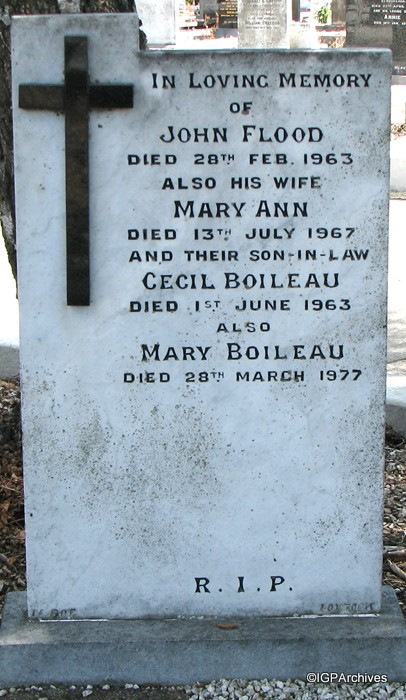 In Loving Memory
of
John Flood
died 28th Feb. 1963
also his wife
Mary Ann
died 13th July 1967
and their son-in-law
Cecil Boileau
died 1st June 1963
also
Mary Boileau
died 28th March 1977
R. I. P.
©IGPArchives